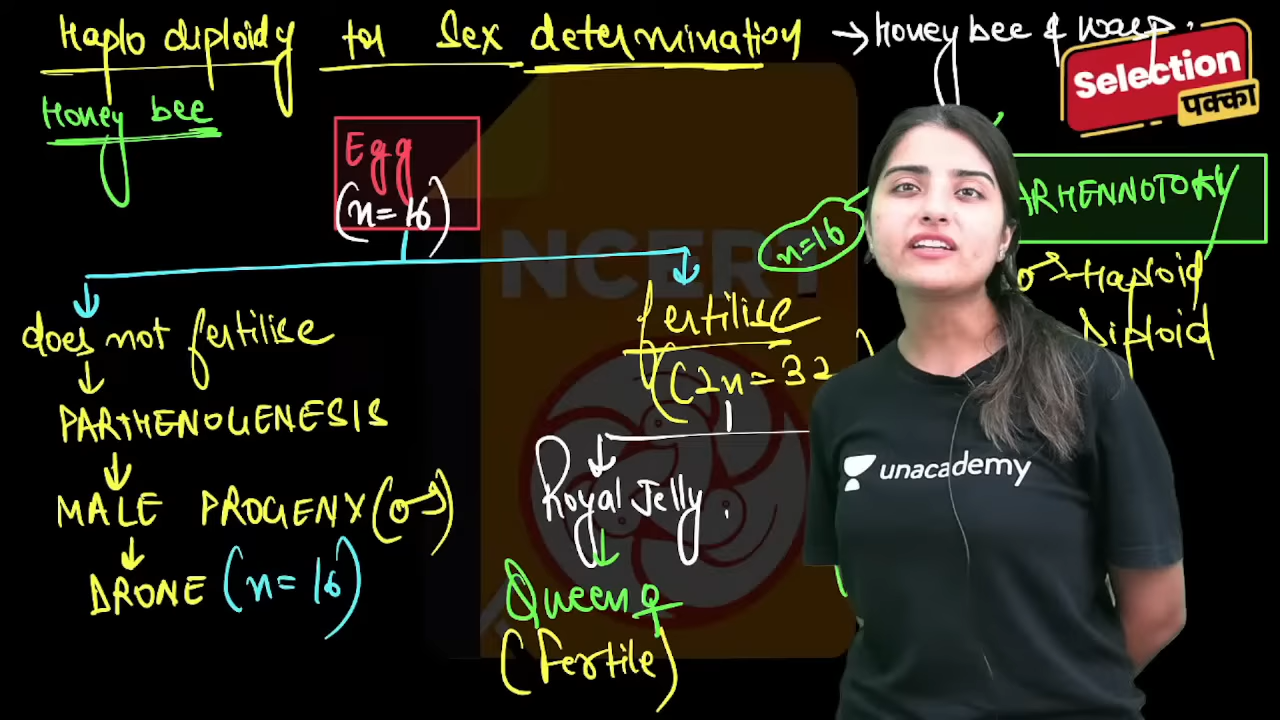 Haplo diploidy for Sex determination → Honey bee & wasp.
Selection
पक्का
Honey bee
Egg
(n=16)
ARHENNOTOKY
n=16
NCERT
♂→ Haploid
Diploid
does not fertilise
fertilise
(2n=32
PARTHENOGENESIS
MALE PROGENY (♂)
DRONE (n=16)
Royal Jelly.
Queen ♀
(Fertile)
unacademy